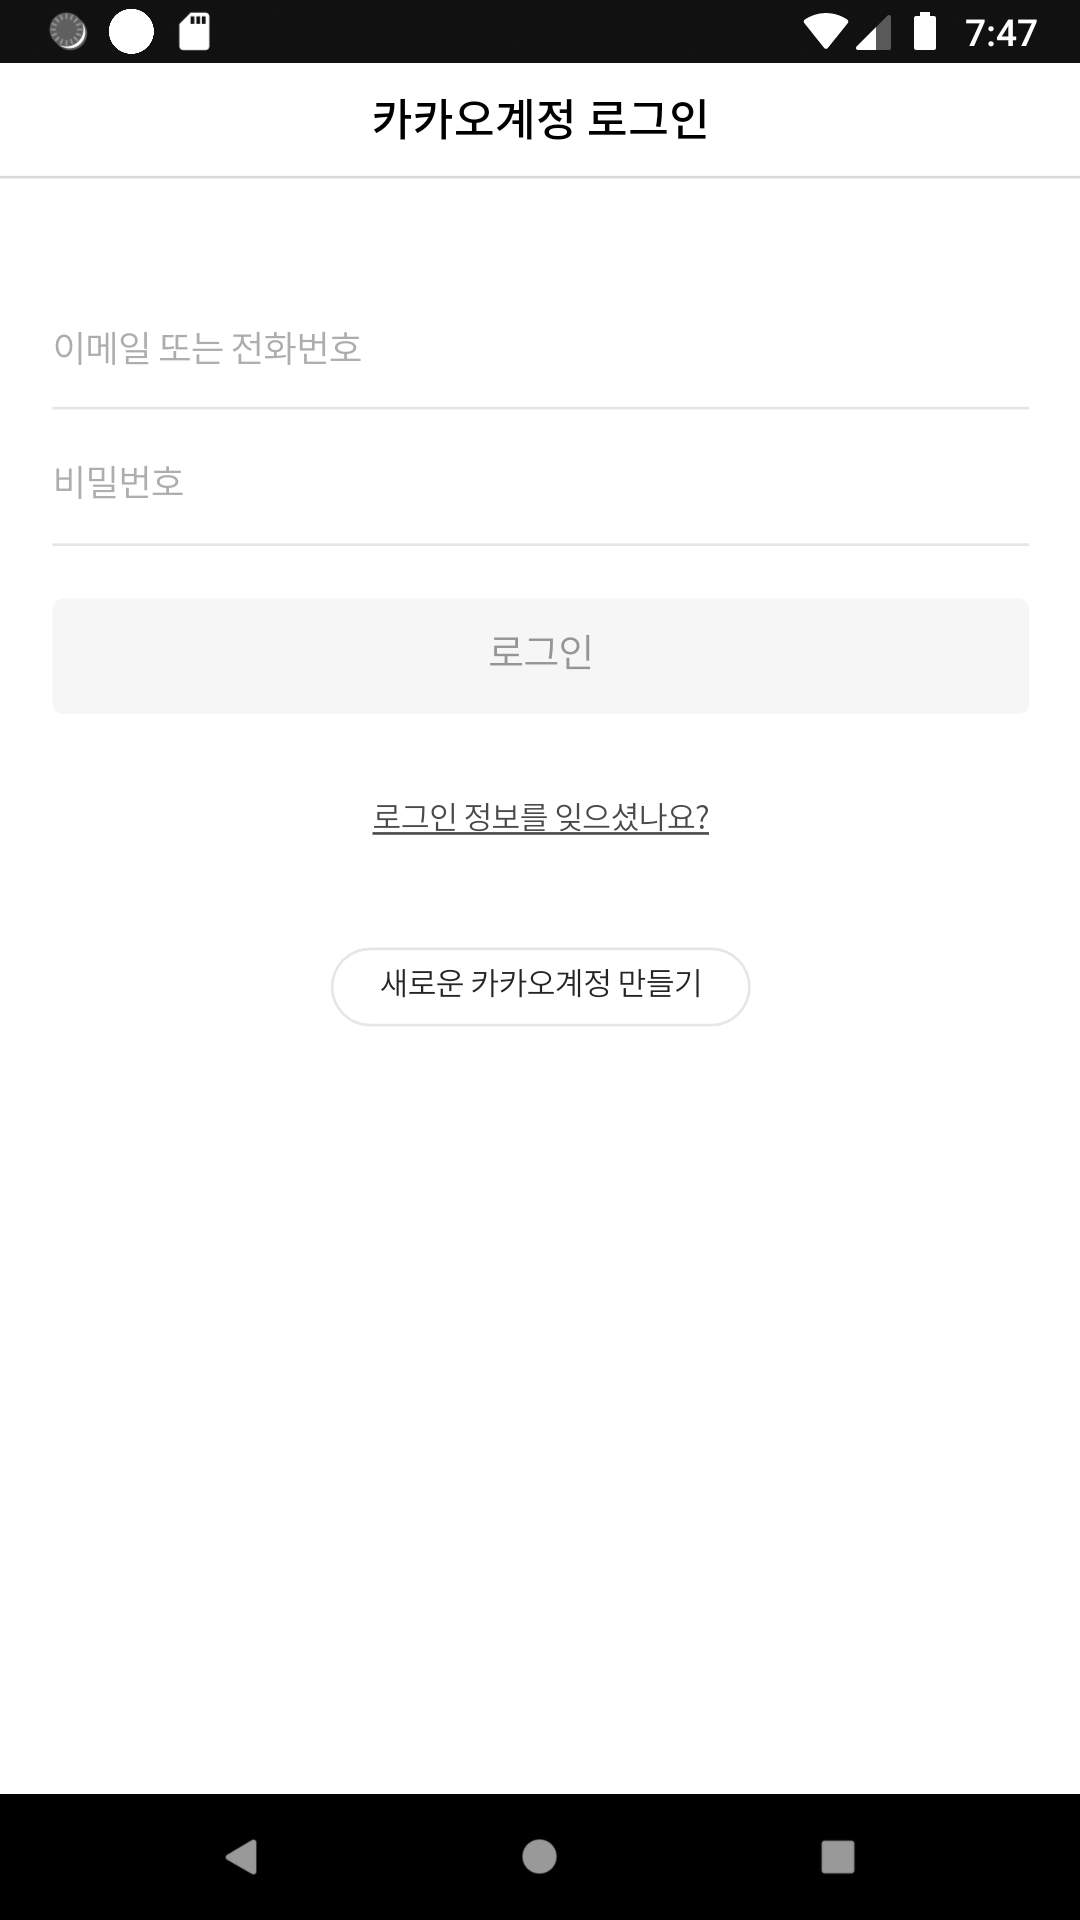 7:47
카카오계정 로그인
이메일 또는 전화번호
비밀번호
로그인
로그인 정보를 잊으셨나요?
새로운 카카오계정 만들기